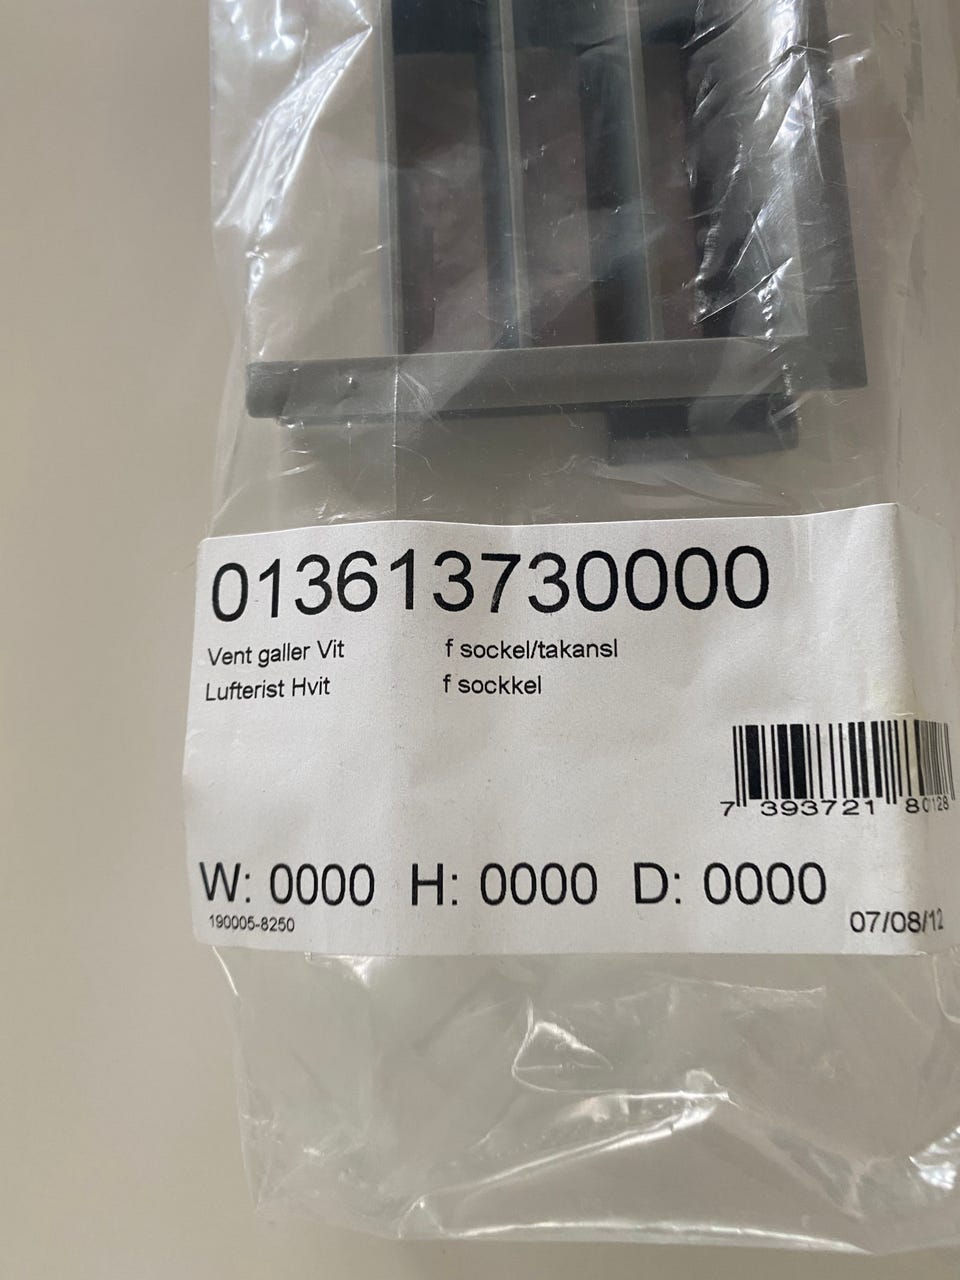 013613730000
Vent galler Vit f sockel/takansl
Lufterist Hvit f sockkel
7 393721 80128
W: 0000 H: 0000 D: 0000
190005-8250
07/08/12